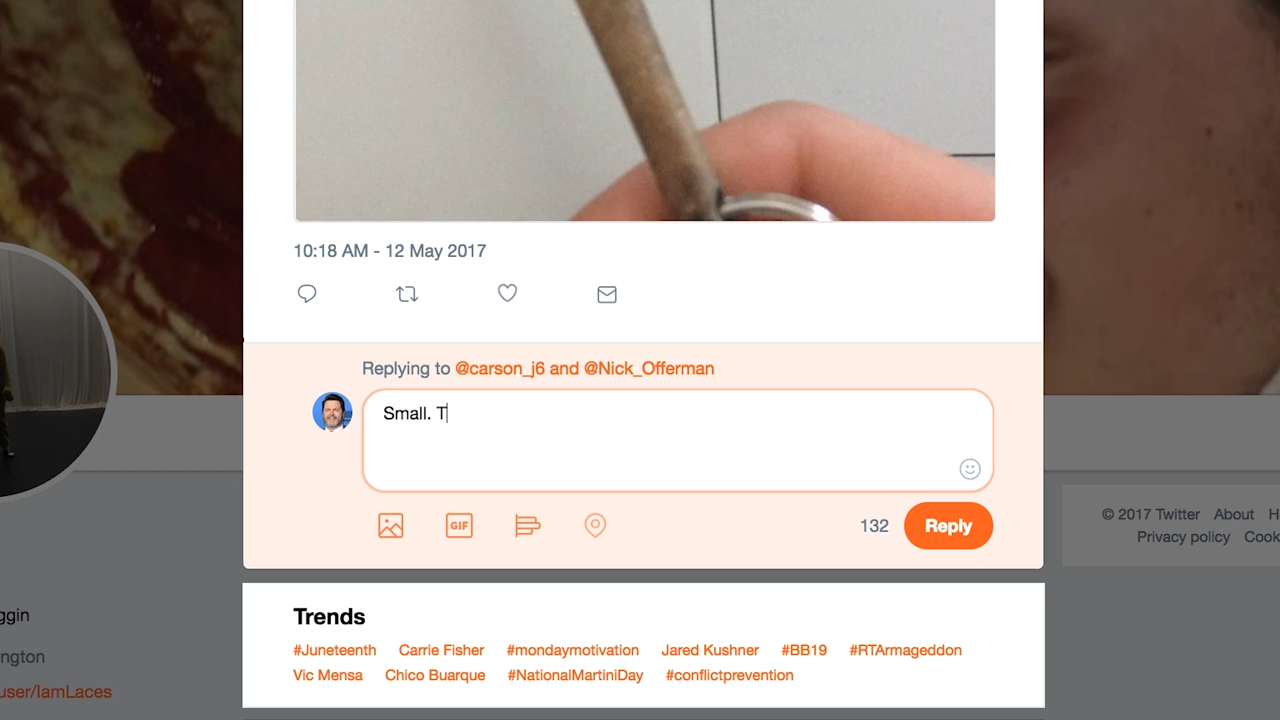 10:18 AM - 12 May 2017
Replying to @carson_j6 and @Nick_Offerman
Small. T
GIF
132
Reply
© 2017 Twitter About H
Privacy policy Cook
ggin
ngton
user/IamLaces
Trends
#Juneteenth Carrie Fisher #mondaymotivation Jared Kushner #BB19 #RTArmageddon
Vic Mensa Chico Buarque #NationalMartiniDay #conflictprevention